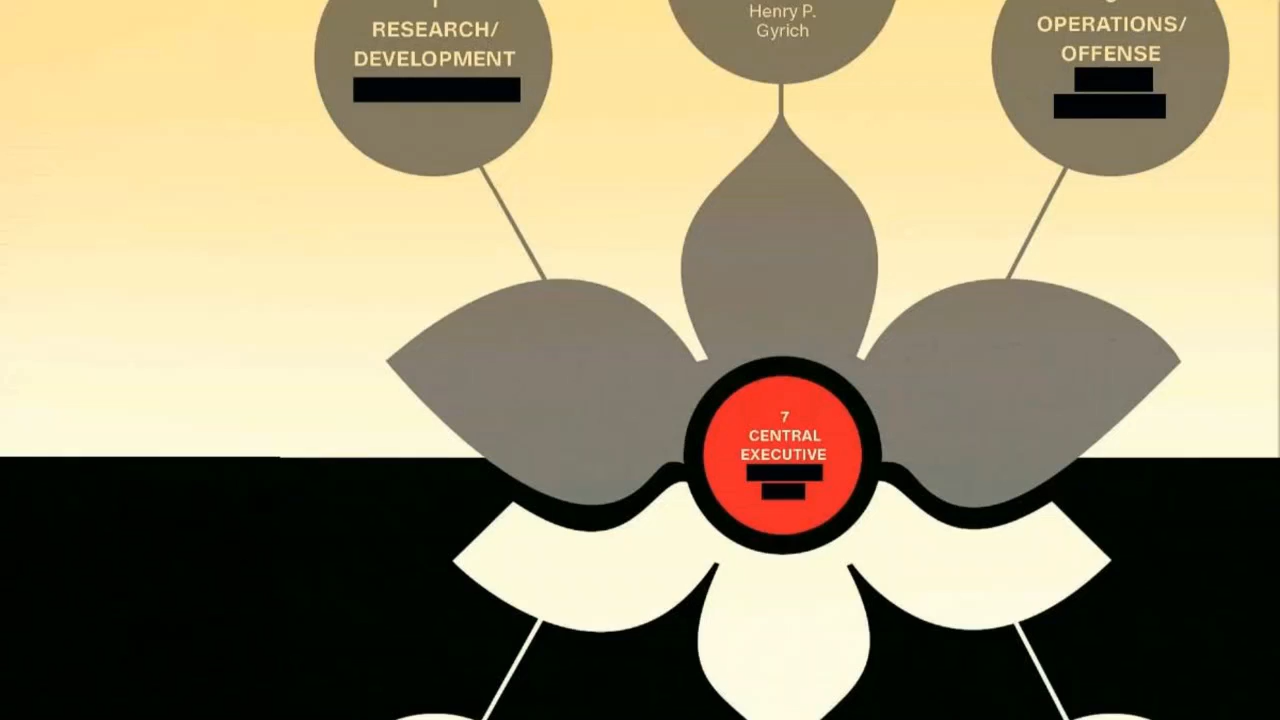 RESEARCH/
DEVELOPMENT
Henry P.
Gyrich
OPERATIONS/
OFFENSE
7
CENTRAL
EXECUTIVE